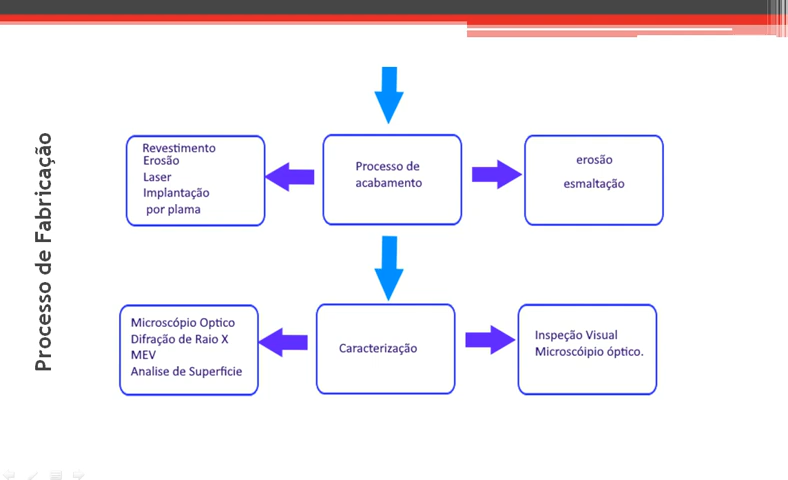 Processo de Fabricação
Revestimento
Erosão
Laser
Implantação
por plama
Processo de
acabamento
erosão
esmaltação
Microscópio Optico
Difração de Raio X
MEV
Analise de Superficie
Caracterização
Inspeção Visual
Microscóipio óptico.